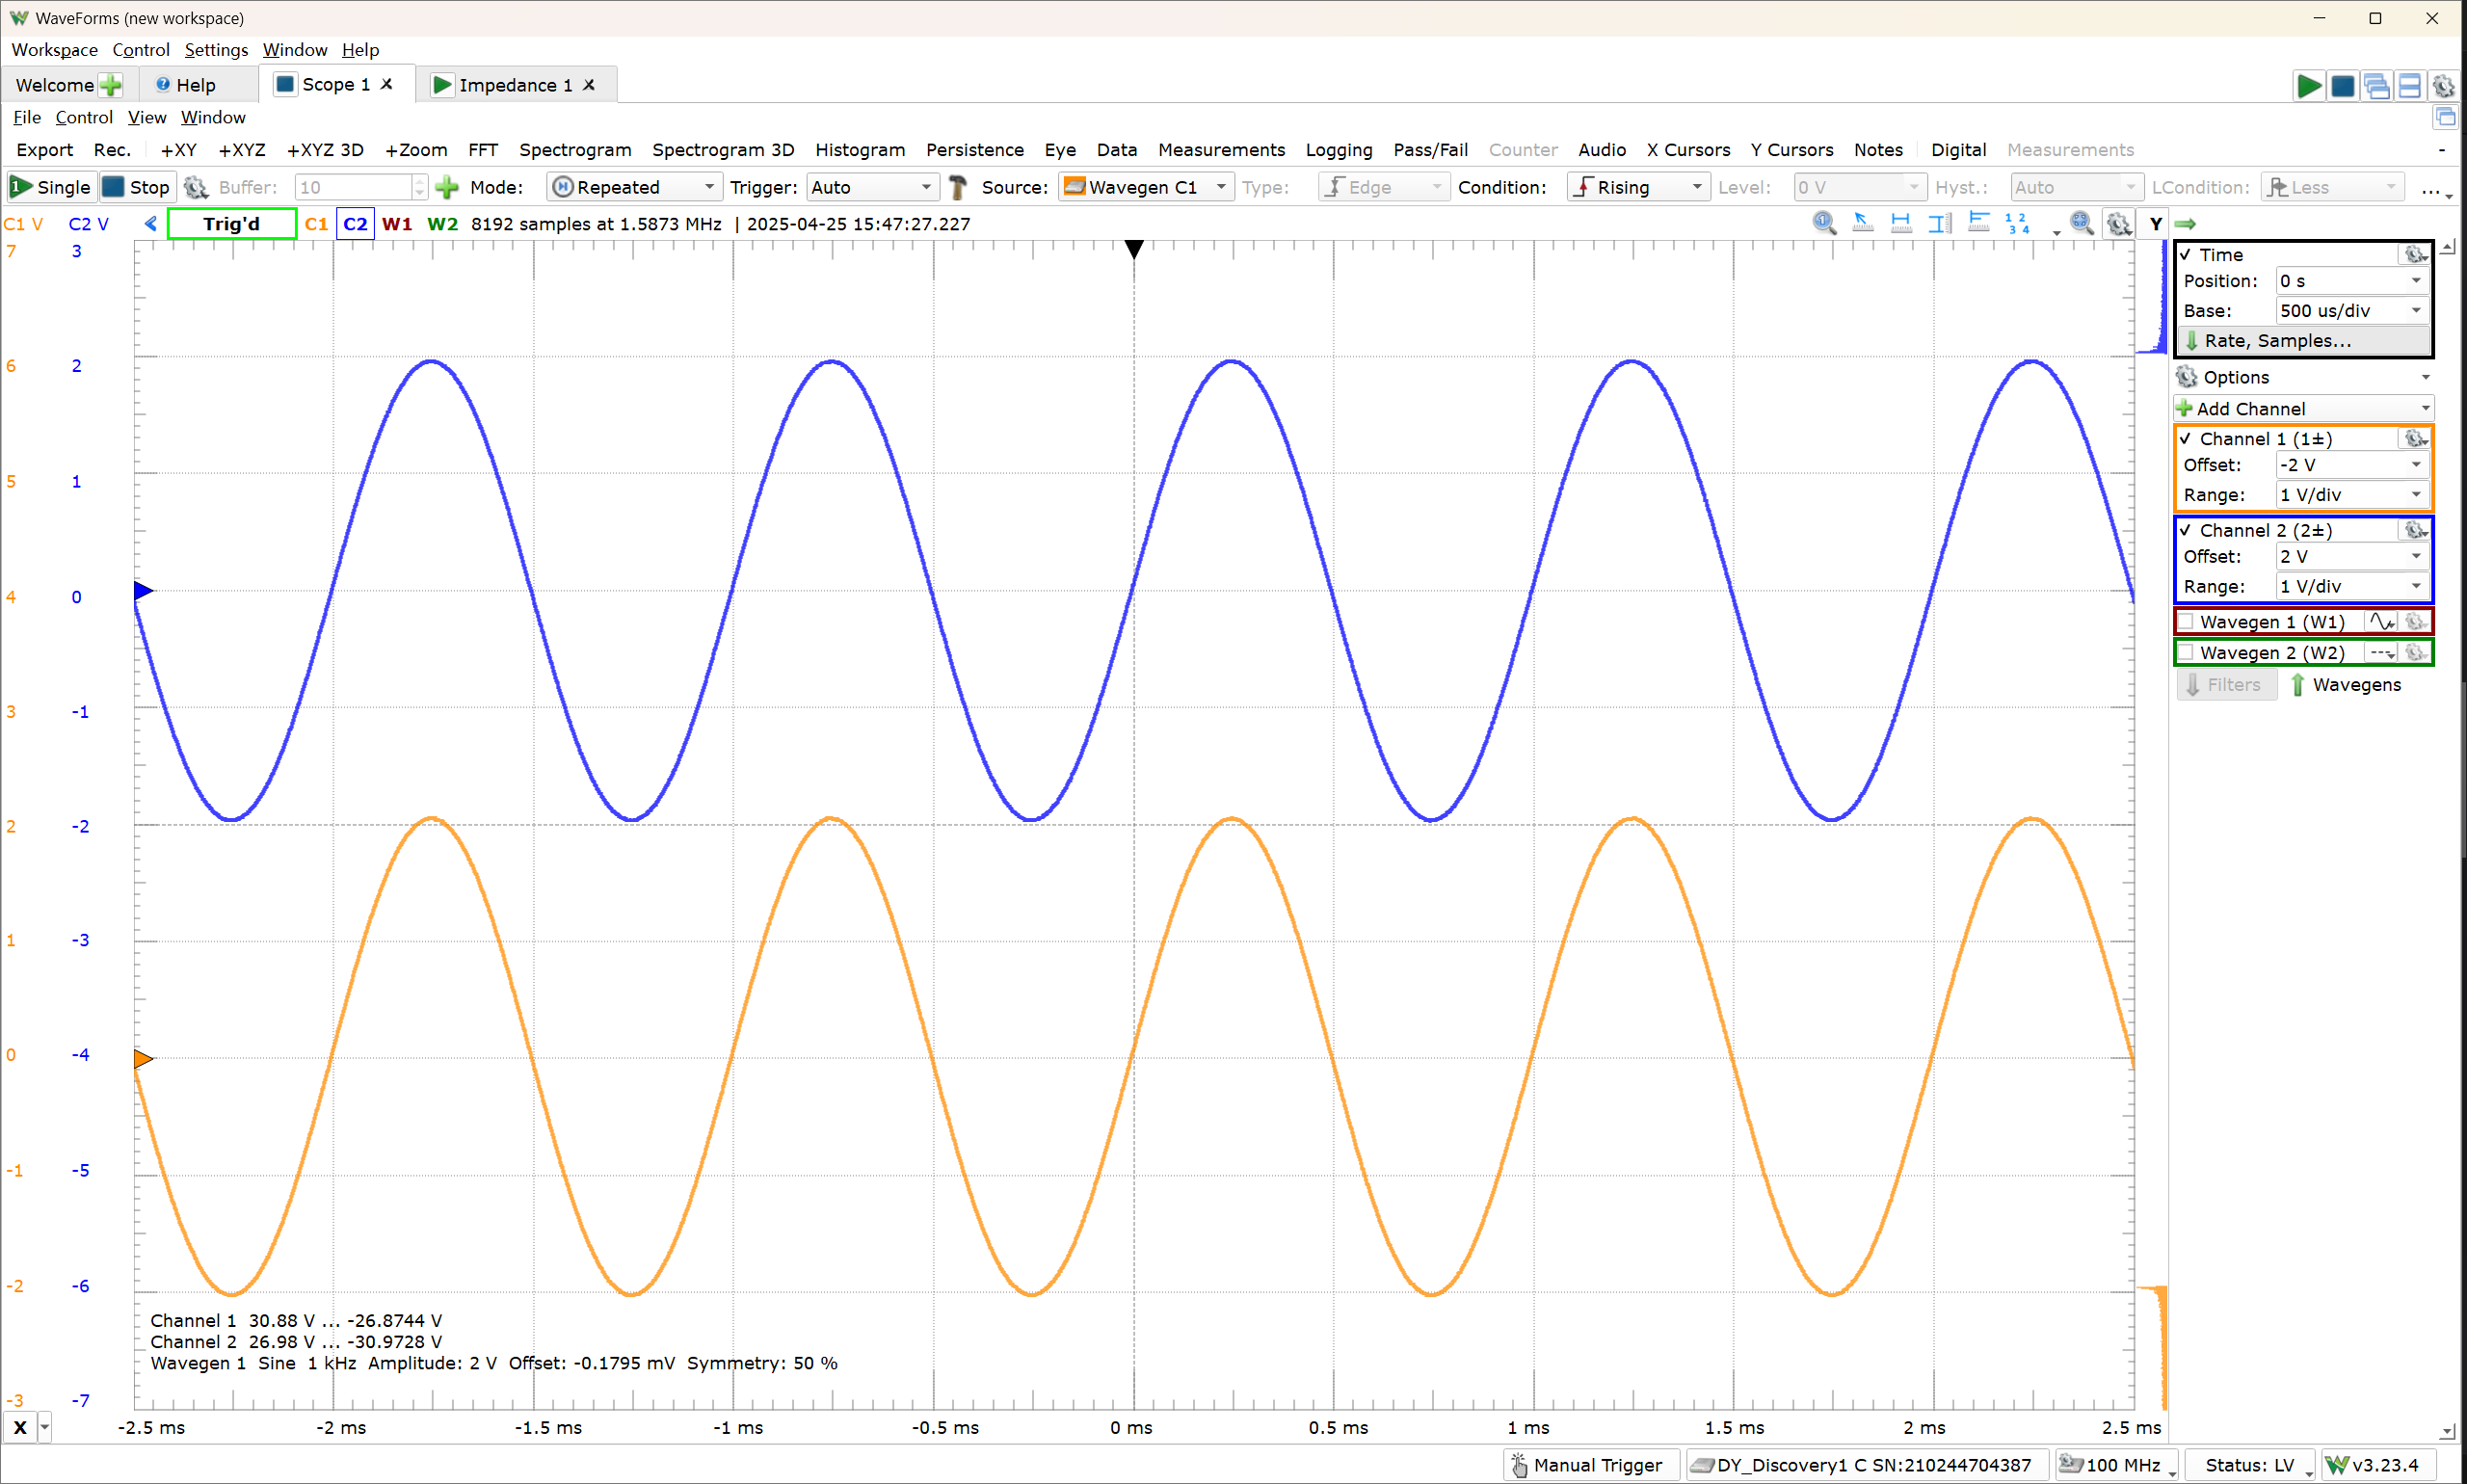 WaveForms (new workspace)
Workspace Control Settings Window Help
Welcome Help Scope 1 Impedance 1
File Control View Window
Export Rec. +XY +XYZ +XYZ 3D +Zoom FFT Spectrogram Spectrogram 3D Histogram Persistence Eye Data Measurements Logging Pass/Fail Counter Audio X Cursors Y Cursors Notes Digital Measurements
Single Stop Buffer: 10 Mode: Repeated Trigger: Auto Source: Wavegen C1 Type: Edge Condition: Rising Level: 0 V Hyst.: Auto LCondition: Less ...
C1 V C2 V Trig'd C1 C2 W1 W2 8192 samples at 1.5873 MHz | 2025-04-25 15:47:27.227 Y
7 3
6 2
5 1
4 0
3 -1
2 -2
1 -3
0 -4
-1 -5
-2 -6
-3 -7
Channel 1 30.88 V ... -26.8744 V
Channel 2 26.98 V ... -30.9728 V
Wavegen 1 Sine 1 kHz Amplitude: 2 V Offset: -0.1795 mV Symmetry: 50 %
X -2.5 ms -2 ms -1.5 ms -1 ms -0.5 ms 0 ms 0.5 ms 1 ms 1.5 ms 2 ms 2.5 ms
Time
Position: 0 s
Base: 500 us/div
Rate, Samples...
Options
Add Channel
Channel 1 (1±)
Offset: -2 V
Range: 1 V/div
Channel 2 (2±)
Offset: 2 V
Range: 1 V/div
Wavegen 1 (W1)
Wavegen 2 (W2)
Filters Wavegens
Manual Trigger DY_Discovery1 C SN:210244704387 100 MHz Status: LV v3.23.4